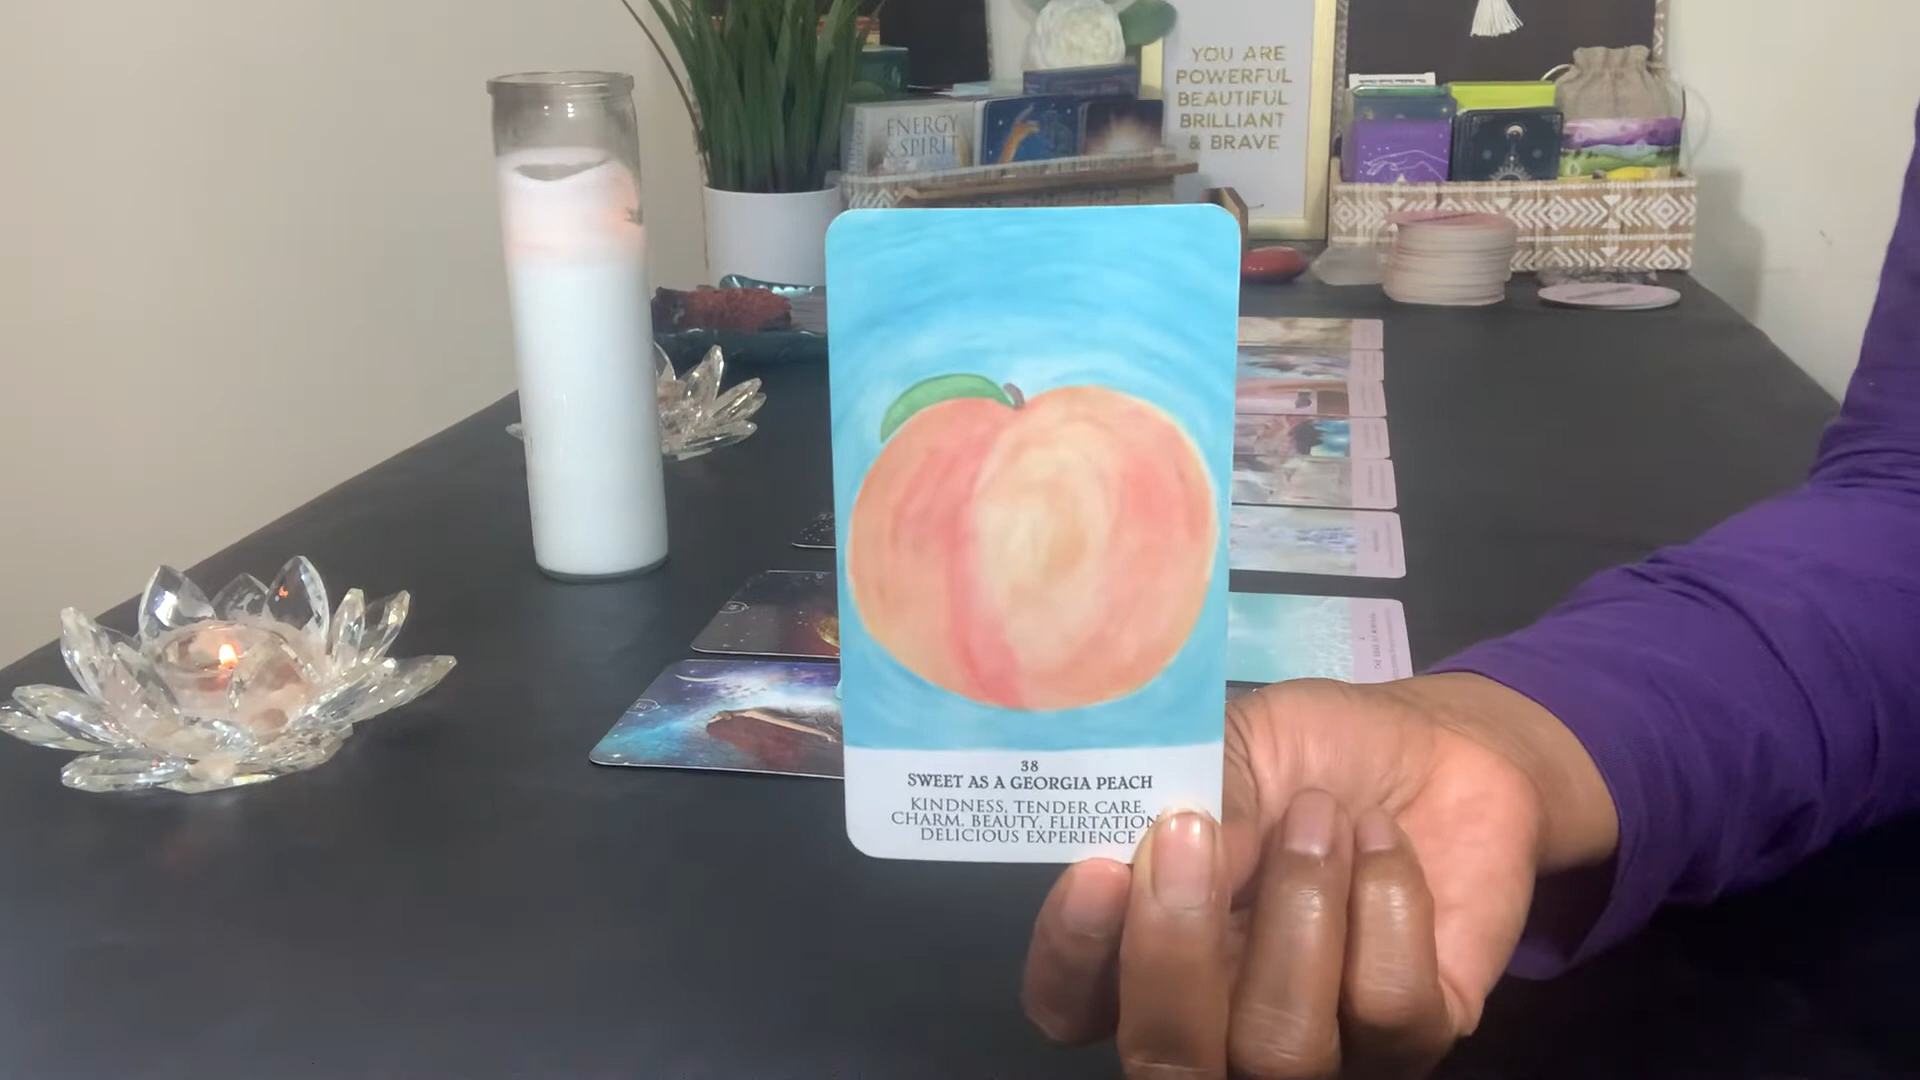 YOU ARE
POWERFUL
BEAUTIFUL
BRILLIANT
& BRAVE
ENERGY
& SPIRIT
38
SWEET AS A GEORGIA PEACH
KINDNESS, TENDER CARE,
CHARM, BEAUTY, FLIRTATION
DELICIOUS EXPERIENCE